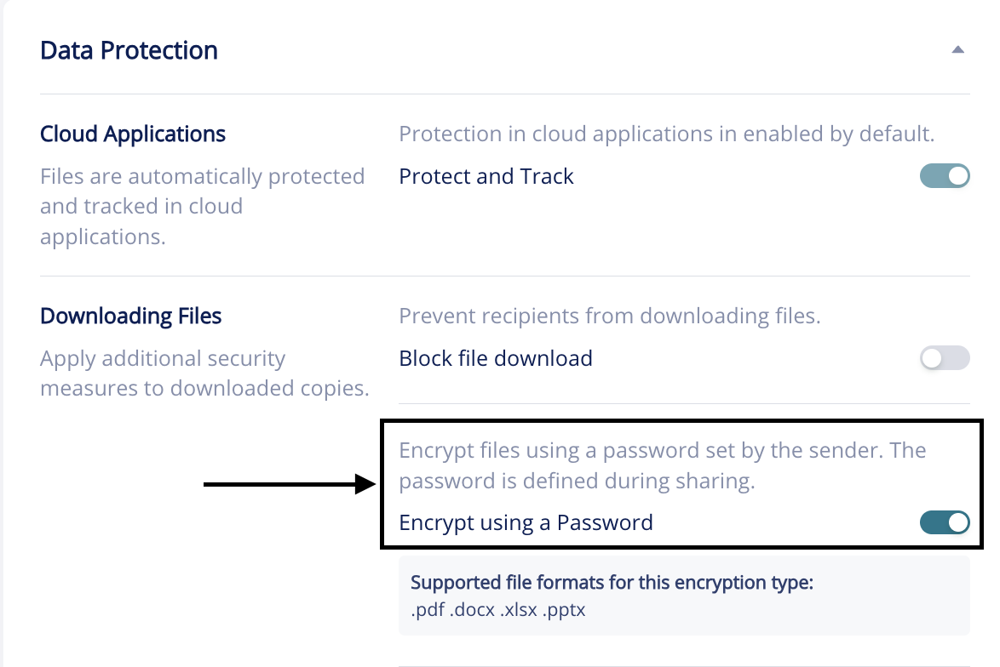 Data Protection
Cloud Applications
Files are automatically protected
and tracked in cloud
applications.
Protection in cloud applications in enabled by default.
Protect and Track
Downloading Files
Apply additional security
measures to downloaded copies.
Prevent recipients from downloading files.
Block file download
Encrypt files using a password set by the sender. The
password is defined during sharing.
Encrypt using a Password
Supported file formats for this encryption type:
.pdf .docx .xlsx .pptx